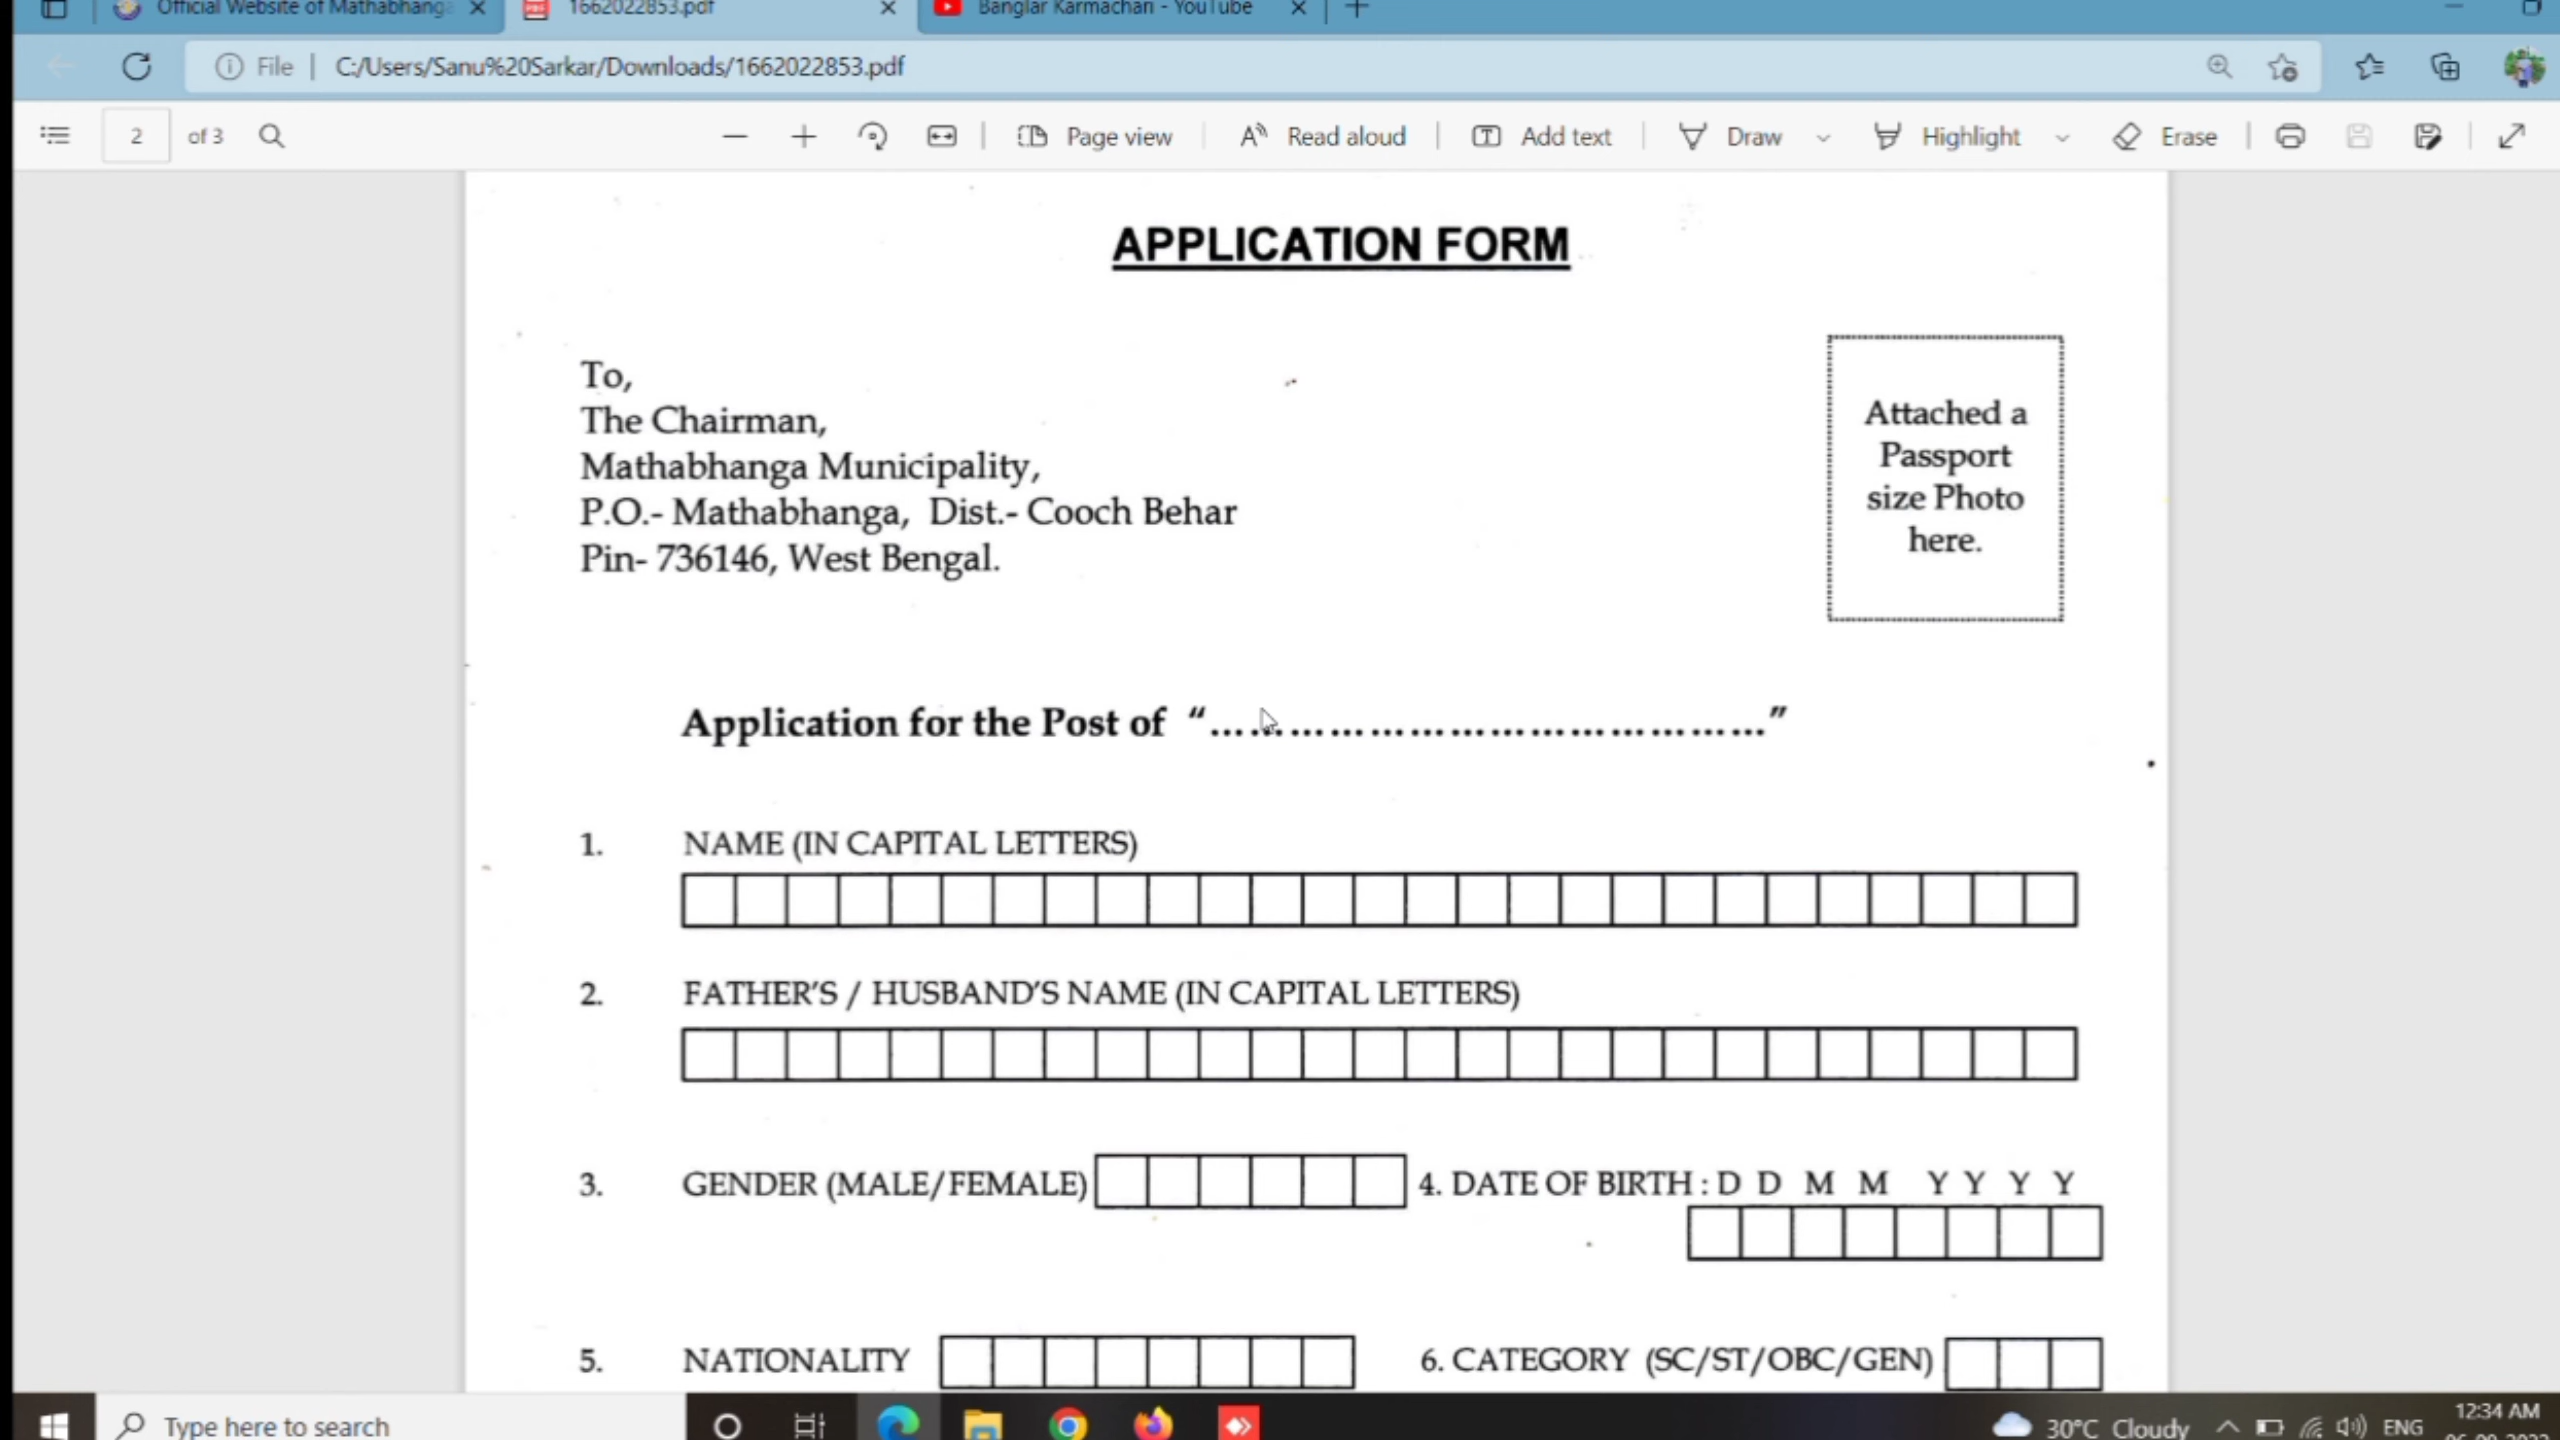 Official Website of Mathabhanga
1662022853.pdf
Banglar Karmachari - YouTube
File
C:/Users/Sanu%20Sarkar/Downloads/1662022853.pdf
2 of 3
Page view
Read aloud
Add text
Draw
Highlight
Erase
APPLICATION FORM
To,
The Chairman,
Mathabhanga Municipality,
P.O.- Mathabhanga, Dist.- Cooch Behar
Pin- 736146, West Bengal.
Attached a
Passport
size Photo
here.
Application for the Post of “……………………………………”
1. NAME (IN CAPITAL LETTERS)
2. FATHER'S / HUSBAND'S NAME (IN CAPITAL LETTERS)
3. GENDER (MALE/FEMALE)
4. DATE OF BIRTH : D D M M Y Y Y Y
5. NATIONALITY
6. CATEGORY (SC/ST/OBC/GEN)
Type here to search
30°C Cloudy
ENG
12:34 AM